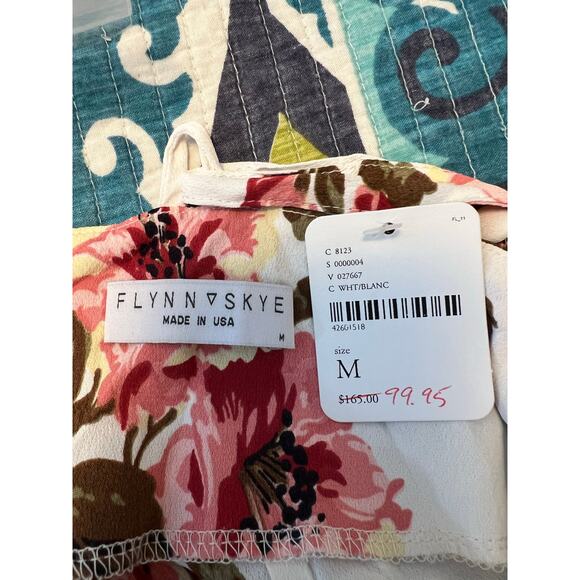 FLYNN SKYE
MADE IN USA
M
FL_11
C 8123
S 0000004
V 027667
C WHT/BLANC
42601518
size
M
$165.00 99.95